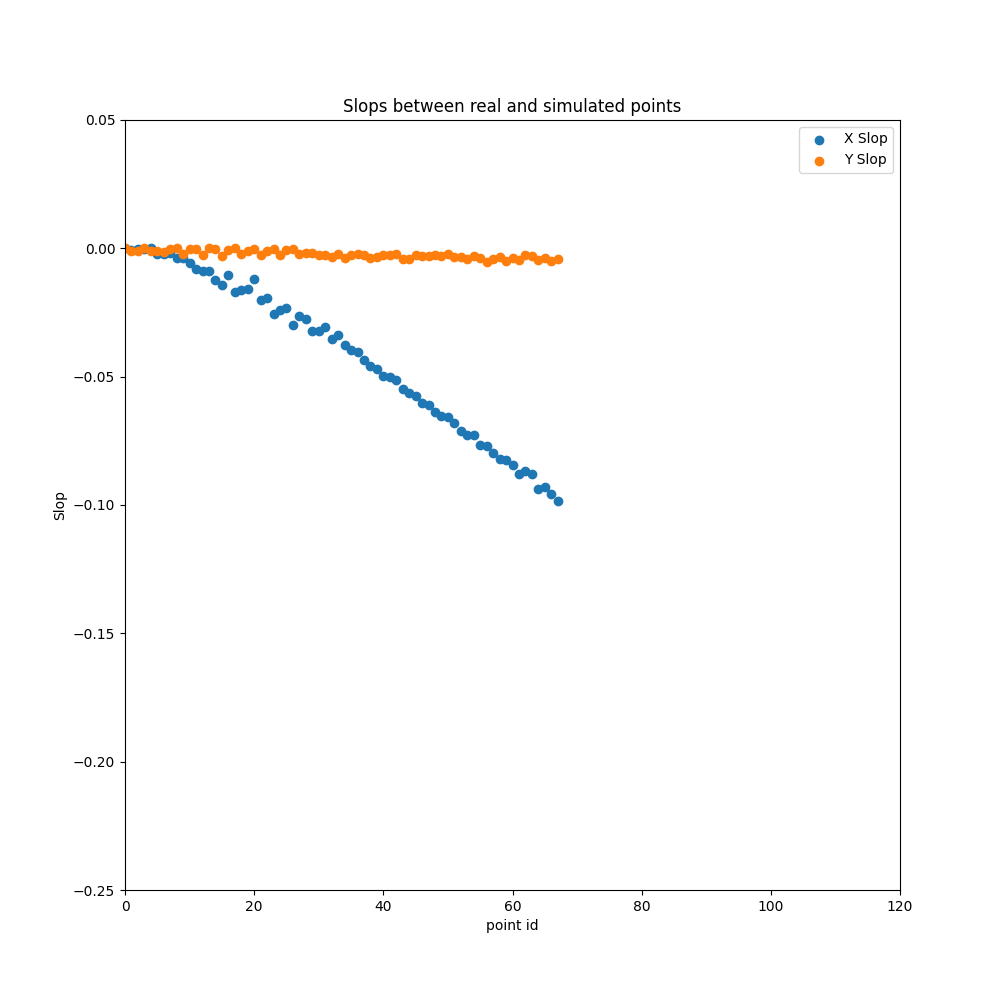 Slops between real and simulated points
X Slop
Y Slop
0.05
0.00
−0.05
−0.10
−0.15
−0.20
−0.25
Slop
0 20 40 60 80 100 120
point id